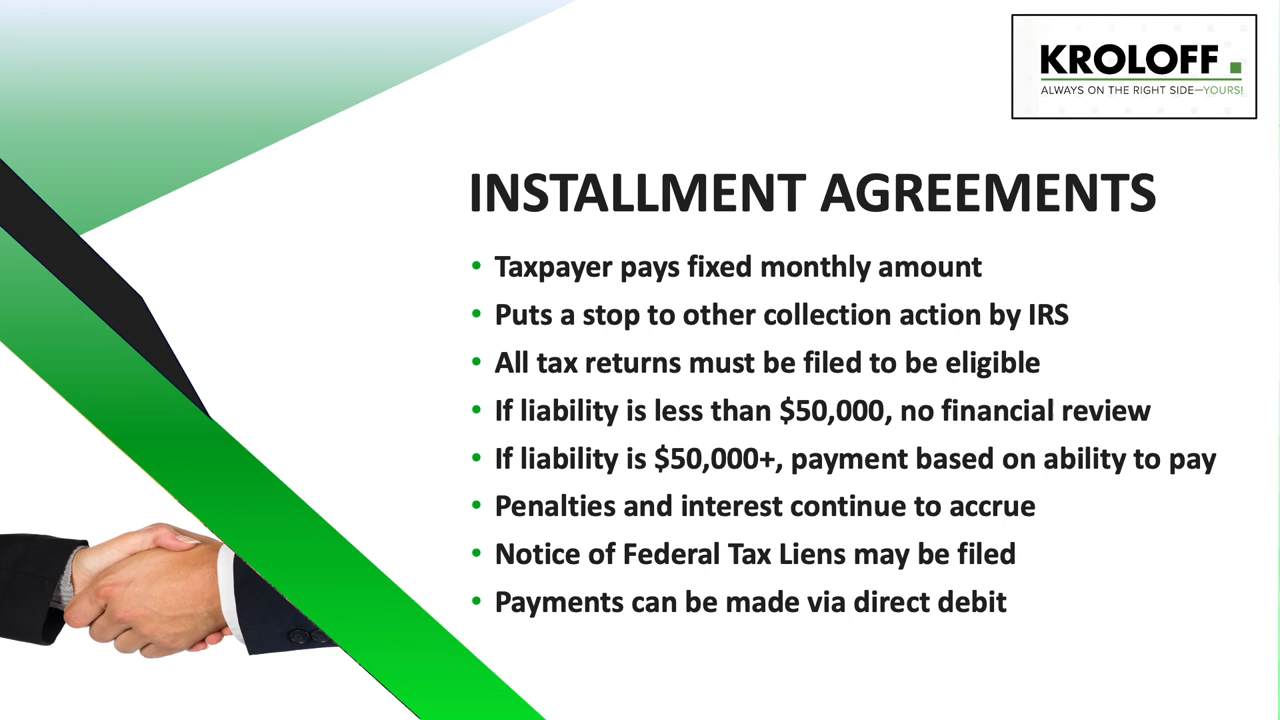 KROLOFF.
ALWAYS ON THE RIGHT SIDE—YOURS!
INSTALLMENT AGREEMENTS
• Taxpayer pays fixed monthly amount
• Puts a stop to other collection action by IRS
• All tax returns must be filed to be eligible
• If liability is less than $50,000, no financial review
• If liability is $50,000+, payment based on ability to pay
• Penalties and interest continue to accrue
• Notice of Federal Tax Liens may be filed
• Payments can be made via direct debit